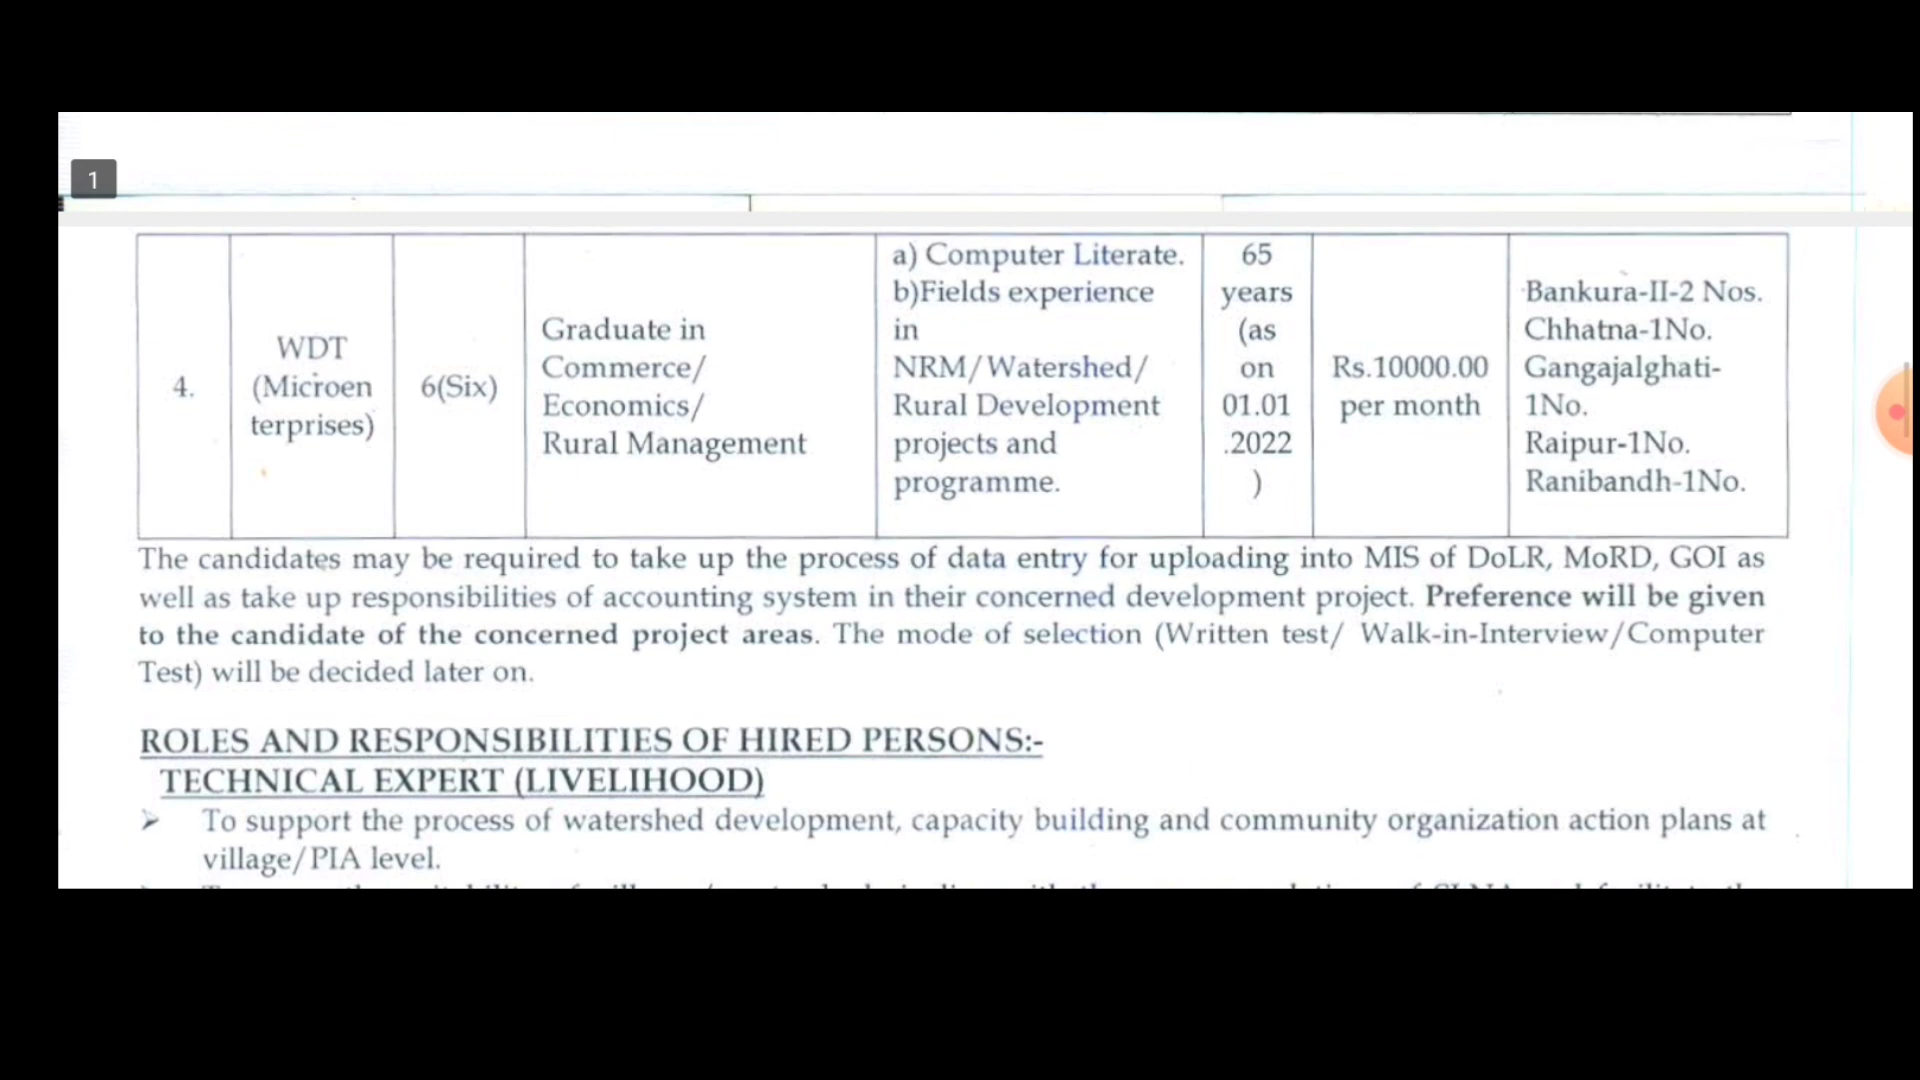 1
4.
WDT
(Microen
terprises)
6(Six)
Graduate in
Commerce/
Economics/
Rural Management
a) Computer Literate.
b)Fields experience
in
NRM/Watershed/
Rural Development
projects and
programme.
65
years
(as
on
01.01
.2022
)
Rs.10000.00
per month
Bankura-II-2 Nos.
Chhatna-1No.
Gangajalghati-
1No.
Raipur-1No.
Ranibandh-1No.
The candidates may be required to take up the process of data entry for uploading into MIS of DoLR, MoRD, GOI as
well as take up responsibilities of accounting system in their concerned development project. Preference will be given
to the candidate of the concerned project areas. The mode of selection (Written test/ Walk-in-Interview/Computer
Test) will be decided later on.
ROLES AND RESPONSIBILITIES OF HIRED PERSONS:-
TECHNICAL EXPERT (LIVELIHOOD)
➢ To support the process of watershed development, capacity building and community organization action plans at
village/PIA level.